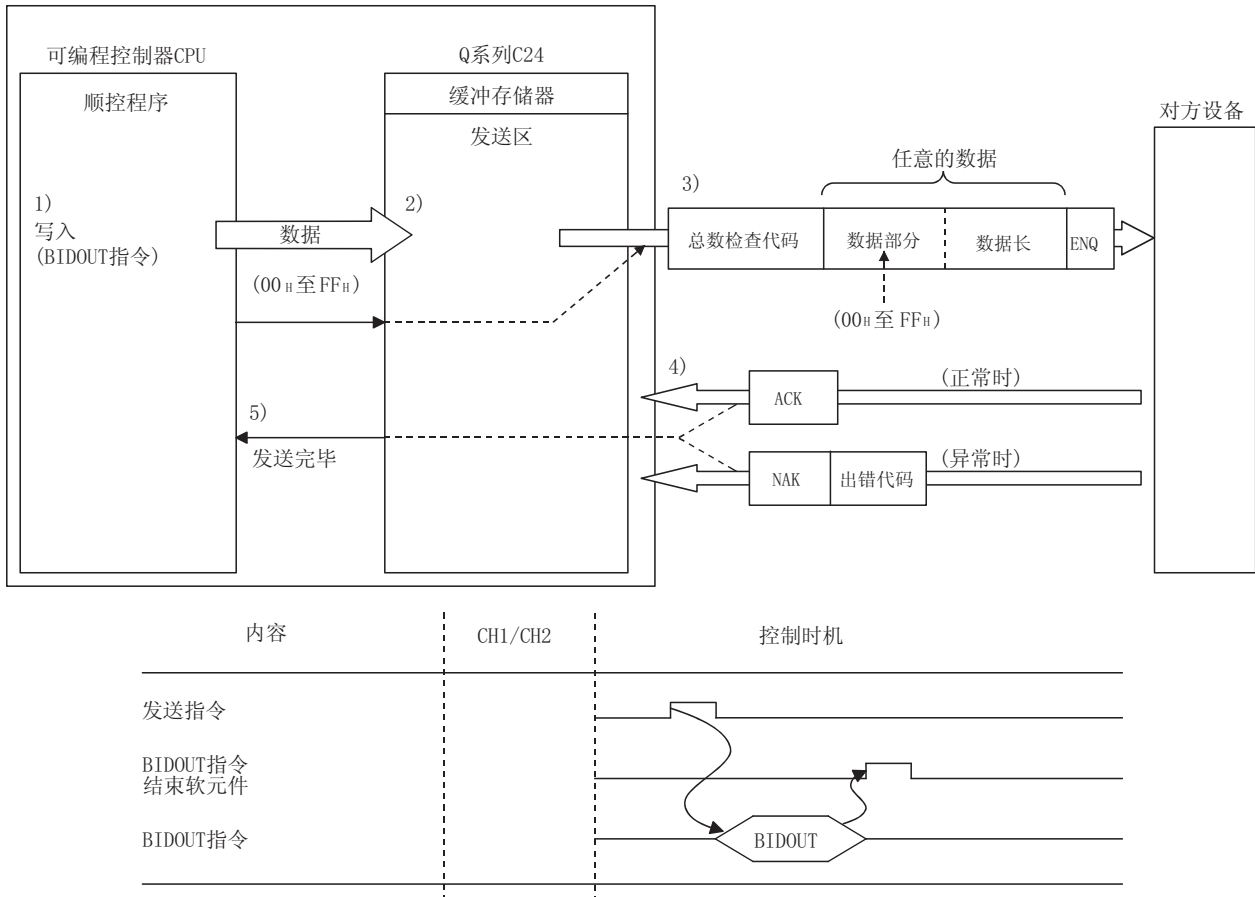 可编程控制器CPU
Q系列C24
顺控程序
缓冲存储器
发送区
对方设备
任意的数据
1)
写入
(BIDOUT指令)
数据
(00H至FFH)
2)
3)
总数检查代码
数据部分
数据长
ENQ
(00H至FFH)
4)
ACK
(正常时)
5)
发送完毕
NAK
出错代码
(异常时)
内容
CH1/CH2
控制时机
发送指令
BIDOUT指令
结束软元件
BIDOUT指令
BIDOUT